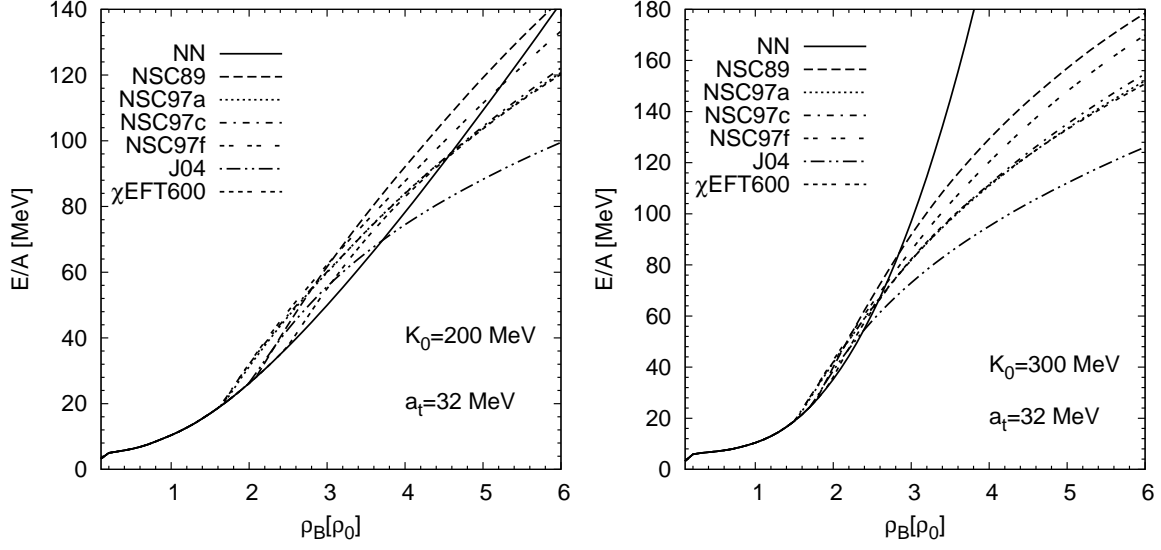 140
120
100
80
60
40
20
0
E/A [MeV]
NN
NSC89
NSC97a
NSC97c
NSC97f
J04
χEFT600
K0=200 MeV
at=32 MeV
1 2 3 4 5 6
ρB[ρ0]
180
160
140
120
100
80
60
40
20
0
E/A [MeV]
NN
NSC89
NSC97a
NSC97c
NSC97f
J04
χEFT600
K0=300 MeV
at=32 MeV
1 2 3 4 5 6
ρB[ρ0]